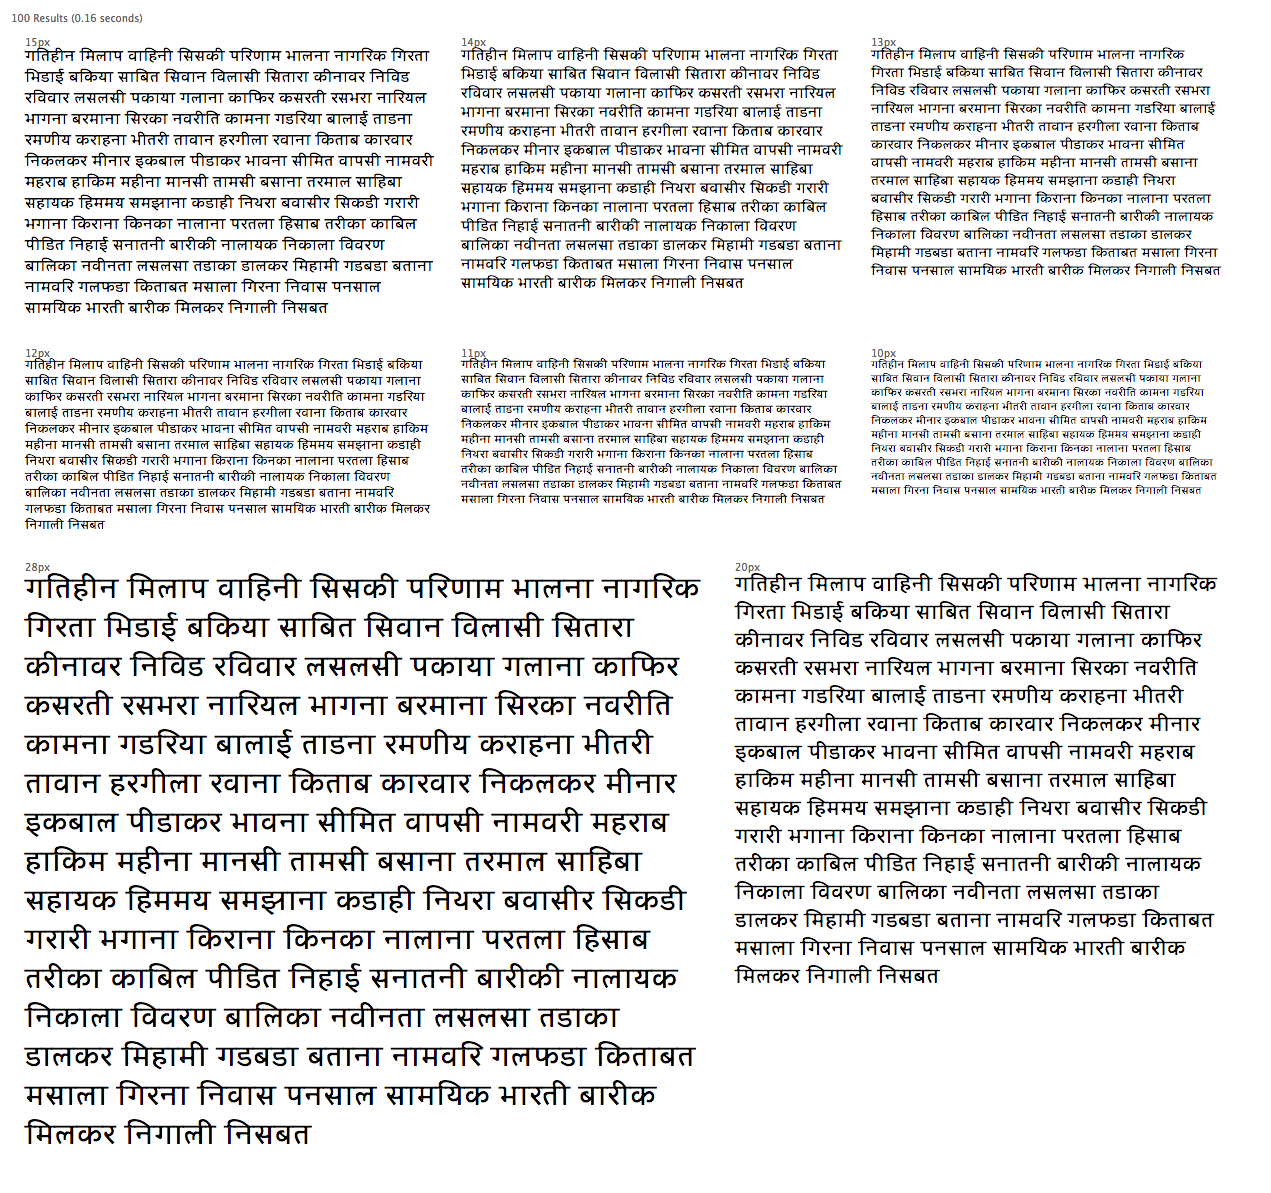 100 Results (0.16 seconds)
15px
गतिहीन मिलाप वाहिनी सिसकी परिणाम भालना नागरिक गिरता
भिडाई बकिया साबित सिवान विलासी सितारा कीनावर निविड
रविवार लसलसी पकाया गलाना काफिर कसरती रसभरा नारियल
भागना बरमाना सिरका नवरीति कामना गडरिया बालाई ताडना
रमणीय कराहना भीतरी तावान हरगीला रवाना किताब कारवार
निकलकर मीनार इकबाल पीडाकर भावना सीमित वापसी नामवरी
महराब हाकिम महीना मानसी तामसी बसाना तरमाल साहिबा
सहायक हिममय समझाना कडाही निथरा बवासीर सिकडी गरारी
भगाना किराना किनका नालाना परतला हिसाब तरीका काबिल
पीडित निहाई सनातनी बारीकी नालायक निकाला विवरण
बालिका नवीनता लसलसा तडाका डालकर मिहामी गडबडा बताना
नामवरि गलफडा किताबत मसाला गिरना निवास पनसाल
सामयिक भारती बारीक मिलकर निगाली निसबत
14px
गतिहीन मिलाप वाहिनी सिसकी परिणाम भालना नागरिक गिरता
भिडाई बकिया साबित सिवान विलासी सितारा कीनावर निविड
रविवार लसलसी पकाया गलाना काफिर कसरती रसभरा नारियल
भागना बरमाना सिरका नवरीति कामना गडरिया बालाई ताडना
रमणीय कराहना भीतरी तावान हरगीला रवाना किताब कारवार
निकलकर मीनार इकबाल पीडाकर भावना सीमित वापसी नामवरी
महराब हाकिम महीना मानसी तामसी बसाना तरमाल साहिबा
सहायक हिममय समझाना कडाही निथरा बवासीर सिकडी गरारी
भगाना किराना किनका नालाना परतला हिसाब तरीका काबिल
पीडित निहाई सनातनी बारीकी नालायक निकाला विवरण
बालिका नवीनता लसलसा तडाका डालकर मिहामी गडबडा बताना
नामवरि गलफडा किताबत मसाला गिरना निवास पनसाल
सामयिक भारती बारीक मिलकर निगाली निसबत
13px
गतिहीन मिलाप वाहिनी सिसकी परिणाम भालना नागरिक
गिरता भिडाई बकिया साबित सिवान विलासी सितारा कीनावर
निविड रविवार लसलसी पकाया गलाना काफिर कसरती रसभरा
नारियल भागना बरमाना सिरका नवरीति कामना गडरिया बालाई
ताडना रमणीय कराहना भीतरी तावान हरगीला रवाना किताब
कारवार निकलकर मीनार इकबाल पीडाकर भावना सीमित
वापसी नामवरी महराब हाकिम महीना मानसी तामसी बसाना
तरमाल साहिबा सहायक हिममय समझाना कडाही निथरा
बवासीर सिकडी गरारी भगाना किराना किनका नालाना परतला
हिसाब तरीका काबिल पीडित निहाई सनातनी बारीकी नालायक
निकाला विवरण बालिका नवीनता लसलसा तडाका डालकर
मिहामी गडबडा बताना नामवरि गलफडा किताबत मसाला गिरना
निवास पनसाल सामयिक भारती बारीक मिलकर निगाली निसबत
12px
गतिहीन मिलाप वाहिनी सिसकी परिणाम भालना नागरिक गिरता भिडाई बकिया
साबित सिवान विलासी सितारा कीनावर निविड रविवार लसलसी पकाया गलाना
काफिर कसरती रसभरा नारियल भागना बरमाना सिरका नवरीति कामना गडरिया
बालाई ताडना रमणीय कराहना भीतरी तावान हरगीला रवाना किताब कारवार
निकलकर मीनार इकबाल पीडाकर भावना सीमित वापसी नामवरी महराब हाकिम
महीना मानसी तामसी बसाना तरमाल साहिबा सहायक हिममय समझाना कडाही
निथरा बवासीर सिकडी गरारी भगाना किराना किनका नालाना परतला हिसाब
तरीका काबिल पीडित निहाई सनातनी बारीकी नालायक निकाला विवरण
बालिका नवीनता लसलसा तडाका डालकर मिहामी गडबडा बताना नामवरि
गलफडा किताबत मसाला गिरना निवास पनसाल सामयिक भारती बारीक मिलकर
निगाली निसबत
11px
गतिहीन मिलाप वाहिनी सिसकी परिणाम भालना नागरिक गिरता भिडाई बकिया
साबित सिवान विलासी सितारा कीनावर निविड रविवार लसलसी पकाया गलाना
काफिर कसरती रसभरा नारियल भागना बरमाना सिरका नवरीति कामना गडरिया
बालाई ताडना रमणीय कराहना भीतरी तावान हरगीला रवाना किताब कारवार
निकलकर मीनार इकबाल पीडाकर भावना सीमित वापसी नामवरी महराब हाकिम
महीना मानसी तामसी बसाना तरमाल साहिबा सहायक हिममय समझाना कडाही
निथरा बवासीर सिकडी गरारी भगाना किराना किनका नालाना परतला हिसाब
तरीका काबिल पीडित निहाई सनातनी बारीकी नालायक निकाला विवरण बालिका
नवीनता लसलसा तडाका डालकर मिहामी गडबडा बताना नामवरि गलफडा किताबत
मसाला गिरना निवास पनसाल सामयिक भारती बारीक मिलकर निगाली निसबत
10px
गतिहीन मिलाप वाहिनी सिसकी परिणाम भालना नागरिक गिरता भिडाई बकिया
साबित सिवान विलासी सितारा कीनावर निविड रविवार लसलसी पकाया गलाना
काफिर कसरती रसभरा नारियल भागना बरमाना सिरका नवरीति कामना गडरिया
बालाई ताडना रमणीय कराहना भीतरी तावान हरगीला रवाना किताब कारवार
निकलकर मीनार इकबाल पीडाकर भावना सीमित वापसी नामवरी महराब हाकिम
महीना मानसी तामसी बसाना तरमाल साहिबा सहायक हिममय समझाना कडाही
निथरा बवासीर सिकडी गरारी भगाना किराना किनका नालाना परतला हिसाब
तरीका काबिल पीडित निहाई सनातनी बारीकी नालायक निकाला विवरण बालिका
नवीनता लसलसा तडाका डालकर मिहामी गडबडा बताना नामवरि गलफडा किताबत
मसाला गिरना निवास पनसाल सामयिक भारती बारीक मिलकर निगाली निसबत
28px
गतिहीन मिलाप वाहिनी सिसकी परिणाम भालना नागरिक
गिरता भिडाई बकिया साबित सिवान विलासी सितारा
कीनावर निविड रविवार लसलसी पकाया गलाना काफिर
कसरती रसभरा नारियल भागना बरमाना सिरका नवरीति
कामना गडरिया बालाई ताडना रमणीय कराहना भीतरी
तावान हरगीला रवाना किताब कारवार निकलकर मीनार
इकबाल पीडाकर भावना सीमित वापसी नामवरी महराब
हाकिम महीना मानसी तामसी बसाना तरमाल साहिबा
सहायक हिममय समझाना कडाही निथरा बवासीर सिकडी
गरारी भगाना किराना किनका नालाना परतला हिसाब
तरीका काबिल पीडित निहाई सनातनी बारीकी नालायक
निकाला विवरण बालिका नवीनता लसलसा तडाका
डालकर मिहामी गडबडा बताना नामवरि गलफडा किताबत
मसाला गिरना निवास पनसाल सामयिक भारती बारीक
मिलकर निगाली निसबत
20px
गतिहीन मिलाप वाहिनी सिसकी परिणाम भालना नागरिक
गिरता भिडाई बकिया साबित सिवान विलासी सितारा
कीनावर निविड रविवार लसलसी पकाया गलाना काफिर
कसरती रसभरा नारियल भागना बरमाना सिरका नवरीति
कामना गडरिया बालाई ताडना रमणीय कराहना भीतरी
तावान हरगीला रवाना किताब कारवार निकलकर मीनार
इकबाल पीडाकर भावना सीमित वापसी नामवरी महराब
हाकिम महीना मानसी तामसी बसाना तरमाल साहिबा
सहायक हिममय समझाना कडाही निथरा बवासीर सिकडी
गरारी भगाना किराना किनका नालाना परतला हिसाब
तरीका काबिल पीडित निहाई सनातनी बारीकी नालायक
निकाला विवरण बालिका नवीनता लसलसा तडाका
डालकर मिहामी गडबडा बताना नामवरि गलफडा किताबत
मसाला गिरना निवास पनसाल सामयिक भारती बारीक
मिलकर निगाली निसबत